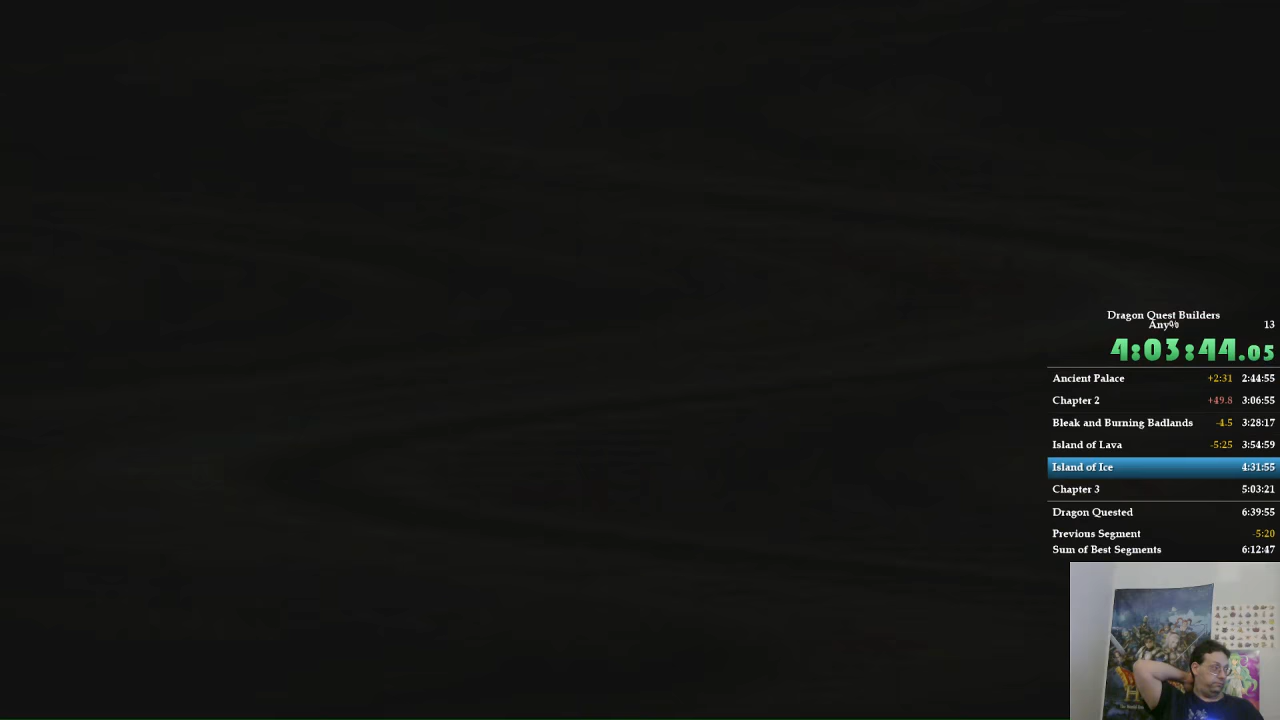 Dragon Quest Builders
Any% 13
4:03:44.05
Ancient Palace +2:31 2:44:55
Chapter 2 +49.8 3:06:55
Bleak and Burning Badlands -4.5 3:28:17
Island of Lava -5:25 3:54:59
Island of Ice 4:31:55
Chapter 3 5:03:21
Dragon Quested 6:39:55
Previous Segment -5:20
Sum of Best Segments 6:12:47